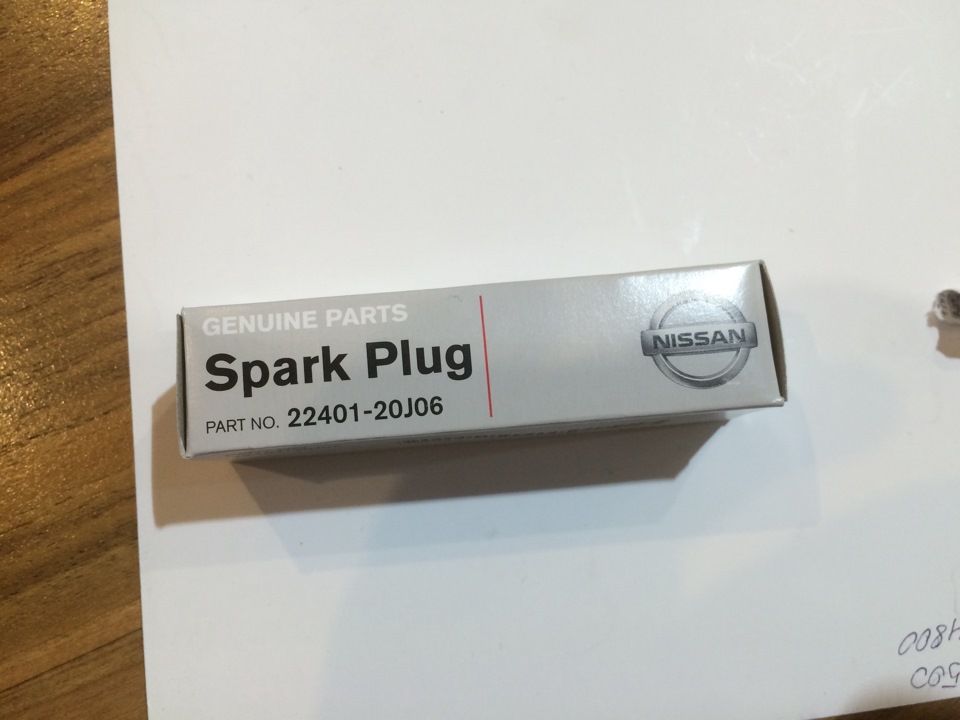 GENUINE PARTS
Spark Plug
PART NO. 22401-20J06
NISSAN